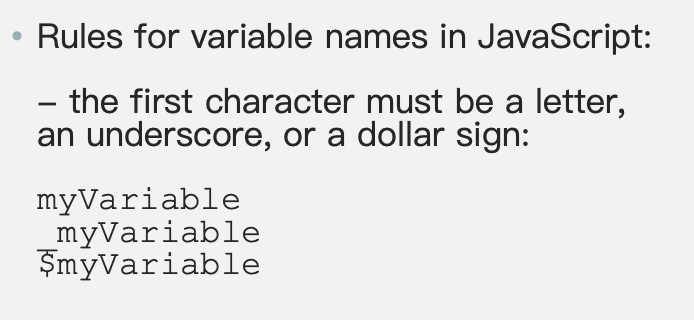 • Rules for variable names in JavaScript:
– the first character must be a letter,
an underscore, or a dollar sign:
myVariable
_myVariable
$myVariable